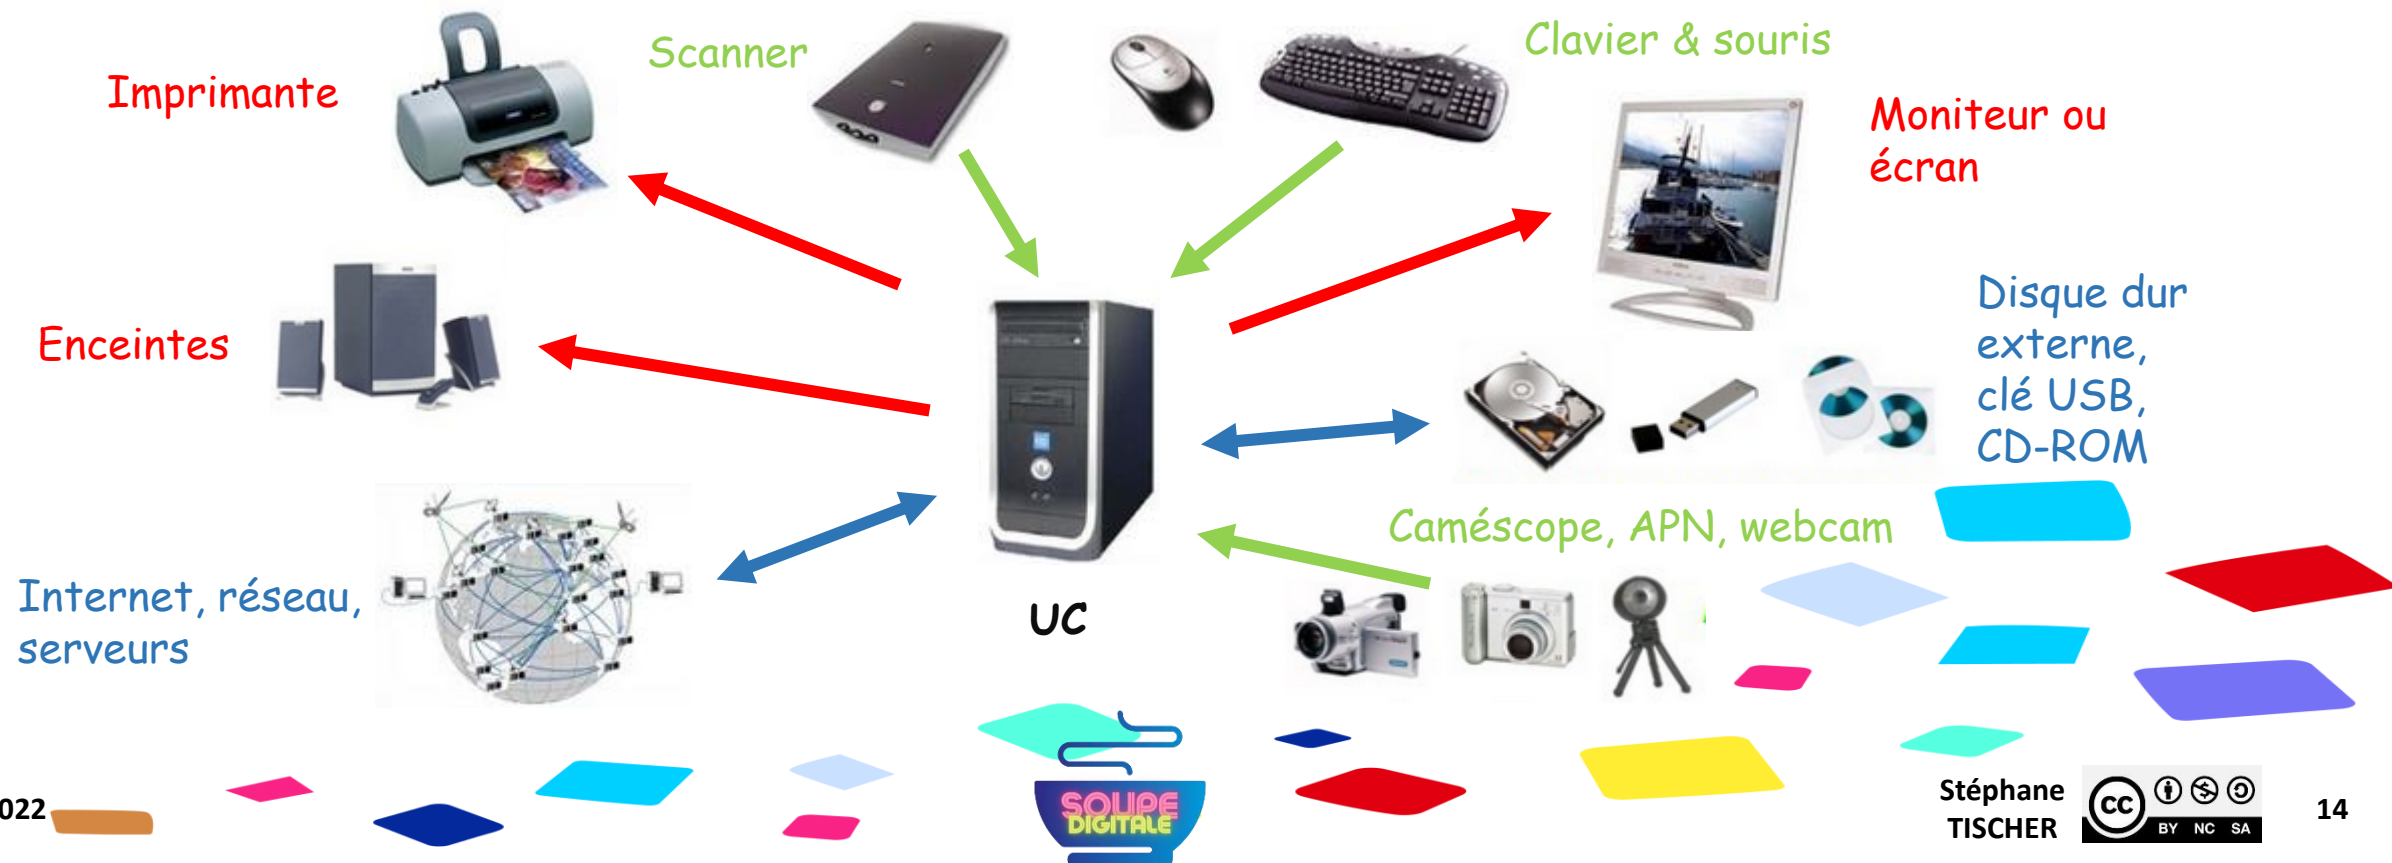 Scanner
Clavier & souris
Imprimante
Moniteur ou
écran
Enceintes
Disque dur
externe,
clé USB,
CD-ROM
Caméscope, APN, webcam
Internet, réseau,
serveurs
UC
022
SOUPE
DIGITALE
Stéphane
TISCHER
CC
BY NC SA
14